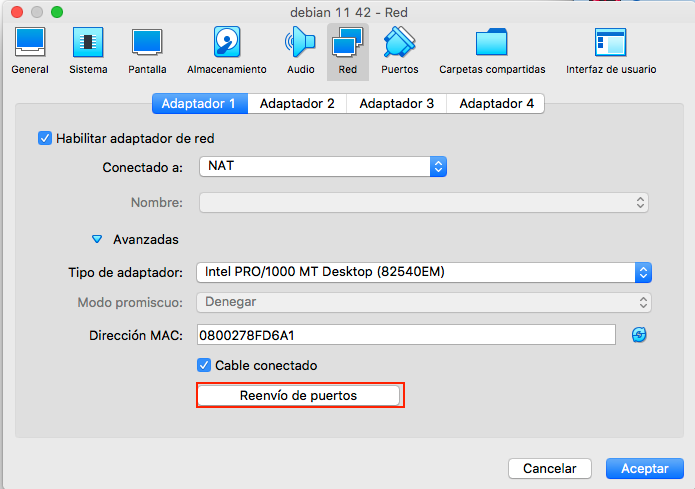 debian 11 42 - Red
General Sistema Pantalla Almacenamiento Audio Red Puertos Carpetas compartidas Interfaz de usuario
Adaptador 1 Adaptador 2 Adaptador 3 Adaptador 4
Habilitar adaptador de red
Conectado a: NAT
Nombre:
Avanzadas
Tipo de adaptador: Intel PRO/1000 MT Desktop (82540EM)
Modo promiscuo: Denegar
Dirección MAC: 0800278FD6A1
Cable conectado
Reenvío de puertos
Cancelar Aceptar